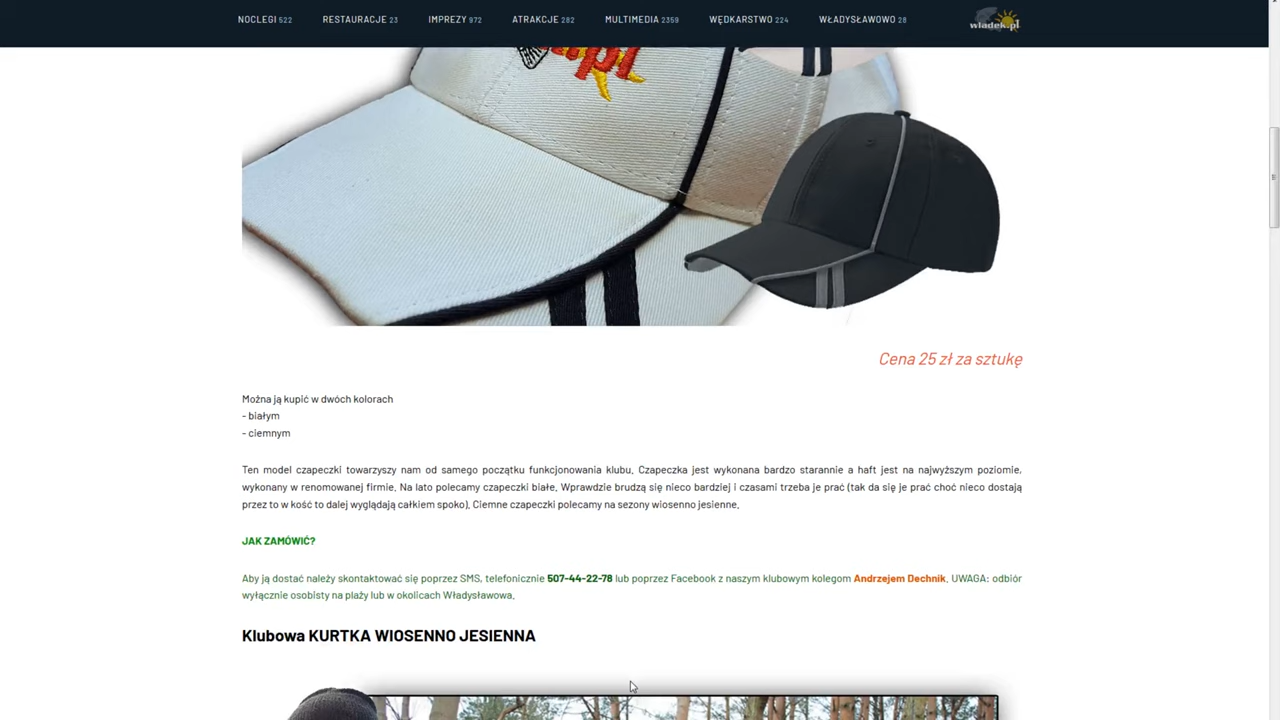 NOCLEGI 522 RESTAURACJE 23 IMPREZY 972 ATRAKCJE 282 MULTIMEDIA 2359 WĘDKARSTWO 224 WŁADYSŁAWOWO 28 wladek.pl
Cena 25 zł za sztukę
Można ją kupić w dwóch kolorach
- białym
- ciemnym
Ten model czapeczki towarzyszy nam od samego początku funkcjonowania klubu. Czapeczka jest wykonana bardzo starannie a haft jest na najwyższym poziomie,
wykonany w renomowanej firmie. Na lato polecamy czapeczki białe. Wprawdzie brudzą się nieco bardziej i czasami trzeba je prać (tak da się je prać choć nieco dostają
przez to w kość to dalej wyglądają całkiem spoko). Ciemne czapeczki polecamy na sezony wiosenno jesienne.
JAK ZAMÓWIĆ?
Aby ją dostać należy skontaktować się poprzez SMS, telefonicznie 507-44-22-78 lub poprzez Facebook z naszym klubowym kolegom Andrzejem Dechnik. UWAGA: odbiór
wyłącznie osobisty na plaży lub w okolicach Władysławowa.
Klubowa KURTKA WIOSENNO JESIENNA